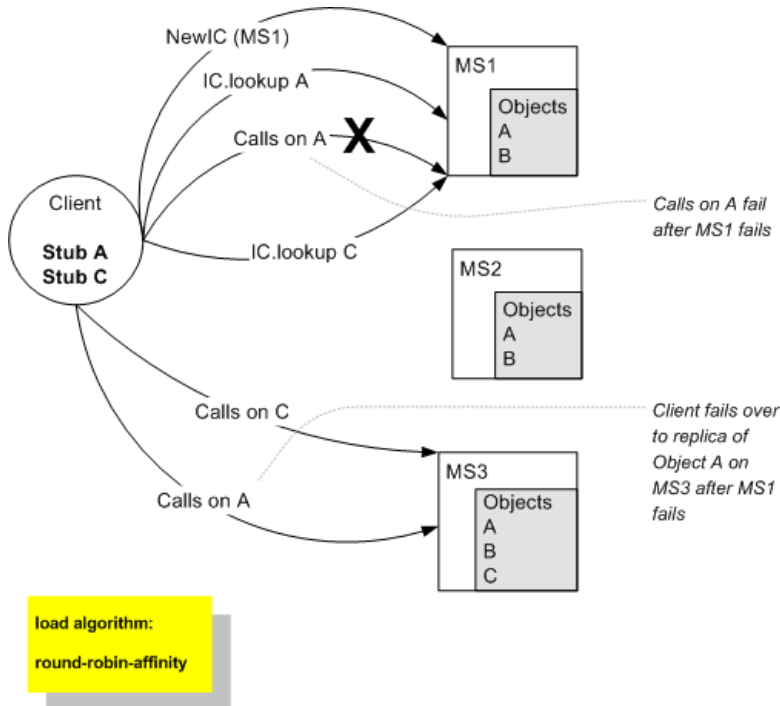 NewIC (MS1)
IC.lookup A
Calls on A
X
IC.lookup C
Client
Stub A
Stub C
MS1
Objects
A
B
Calls on A fail
after MS1 fails
MS2
Objects
A
B
Calls on C
Calls on A
Client fails over
to replica of
Object A on
MS3 after MS1
fails
MS3
Objects
A
B
C
load algorithm:
round-robin-affinity